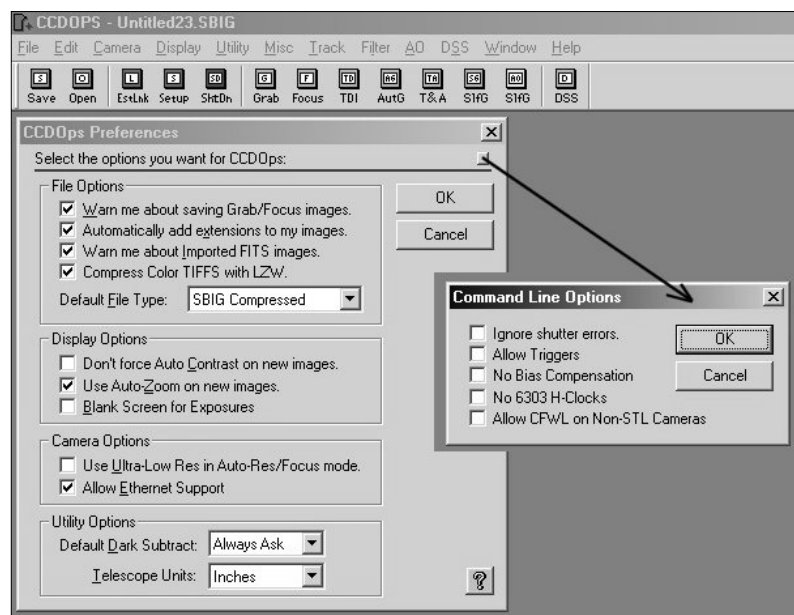 CCDOPS - Untitled23.SBIG
File Edit Camera Display Utility Misc Track Filter AO DSS Window Help
S O L S SD G F TD A6 TA S6 A0 D
Save Open EstLnk Setup ShtDn Grab Focus TDI AutG T&A SlfG SlfG DSS
CCDOps Preferences
Select the options you want for CCDOps:
File Options
Warn me about saving Grab/Focus images.
Automatically add extensions to my images.
Warn me about Imported FITS images.
Compress Color TIFFS with LZW.
Default File Type: SBIG Compressed
OK
Cancel
Display Options
Don't force Auto Contrast on new images.
Use Auto-Zoom on new images.
Blank Screen for Exposures
Camera Options
Use Ultra-Low Res in Auto-Res/Focus mode.
Allow Ethernet Support
Utility Options
Default Dark Subtract: Always Ask
Telescope Units: Inches
?
Command Line Options
Ignore shutter errors.
Allow Triggers
No Bias Compensation
No 6303 H-Clocks
Allow CFWL on Non-STL Cameras
OK
Cancel